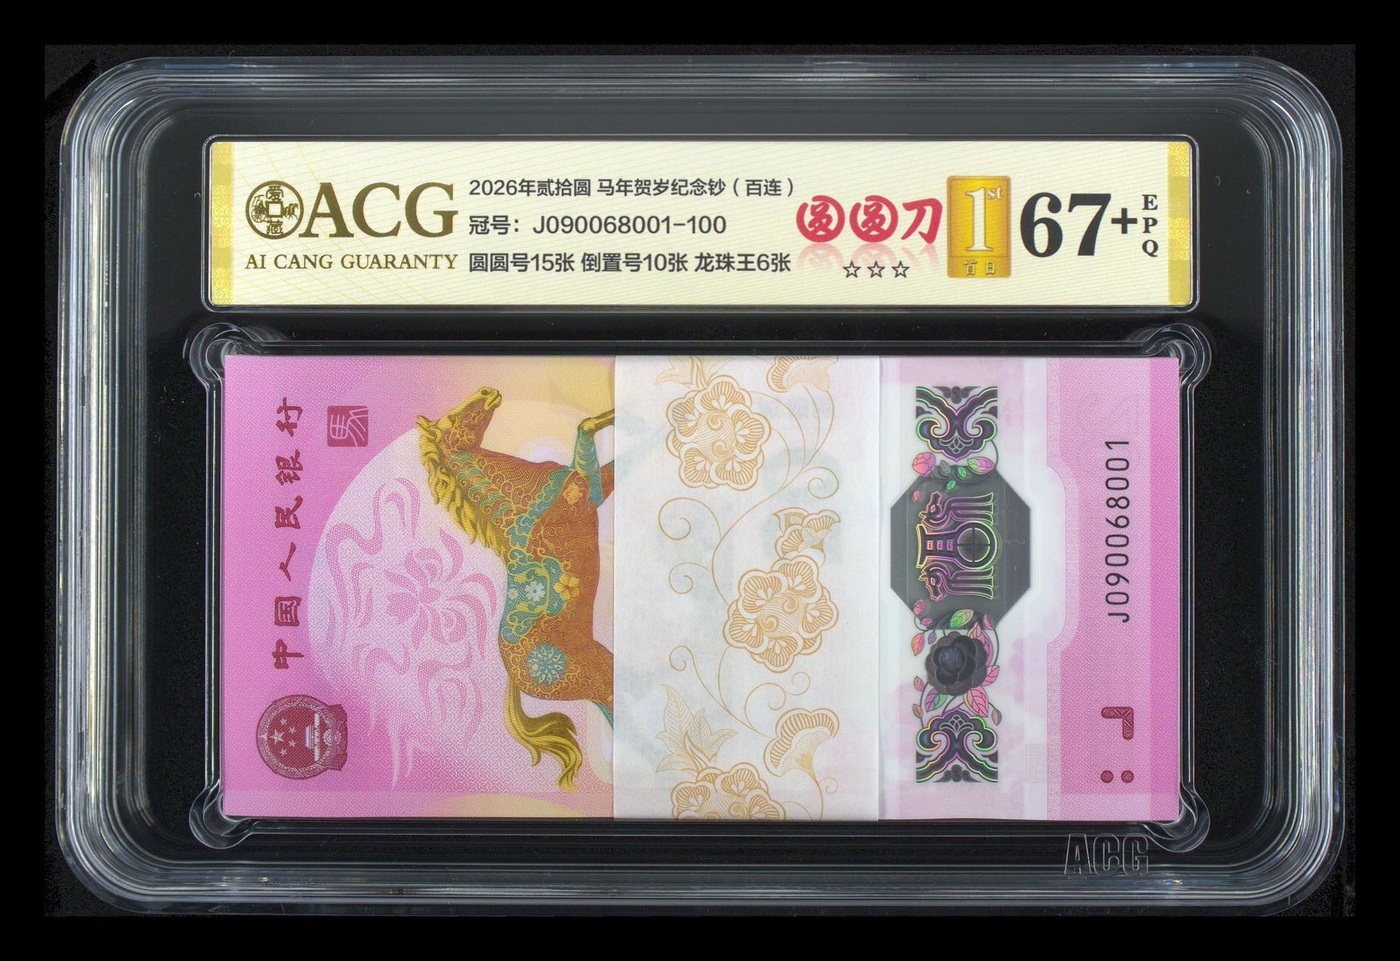 ACG
AI CANG GUARANTY
2026年贰拾圆 马年贺岁纪念钞（百连）
冠号：J090068001-100
圆圆号15张 倒置号10张 龙珠王6张
圆圆刀
☆☆☆
1st
首日
67+
EPQ
中国人民银行
马
J090068001
ACG